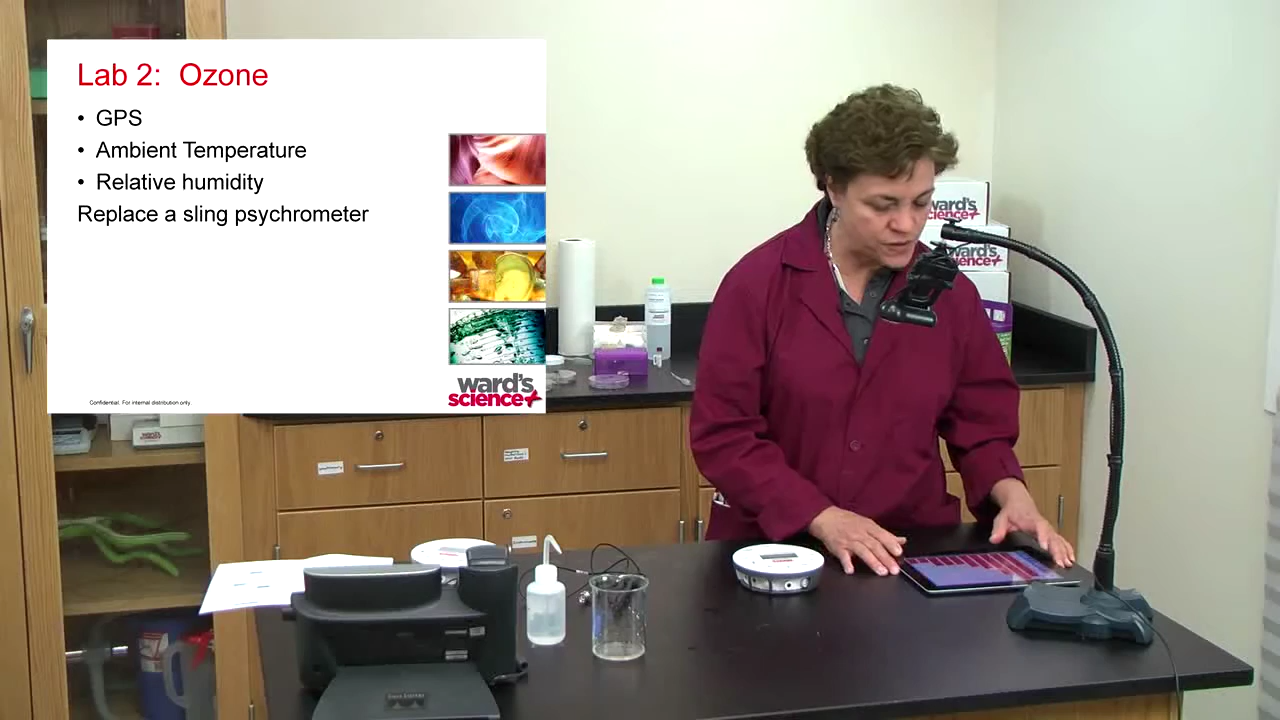 Lab 2: Ozone
• GPS
• Ambient Temperature
• Relative humidity
Replace a sling psychrometer
Confidential. For internal distribution only.
ward's
science+
ward's
science+
ward's
science+